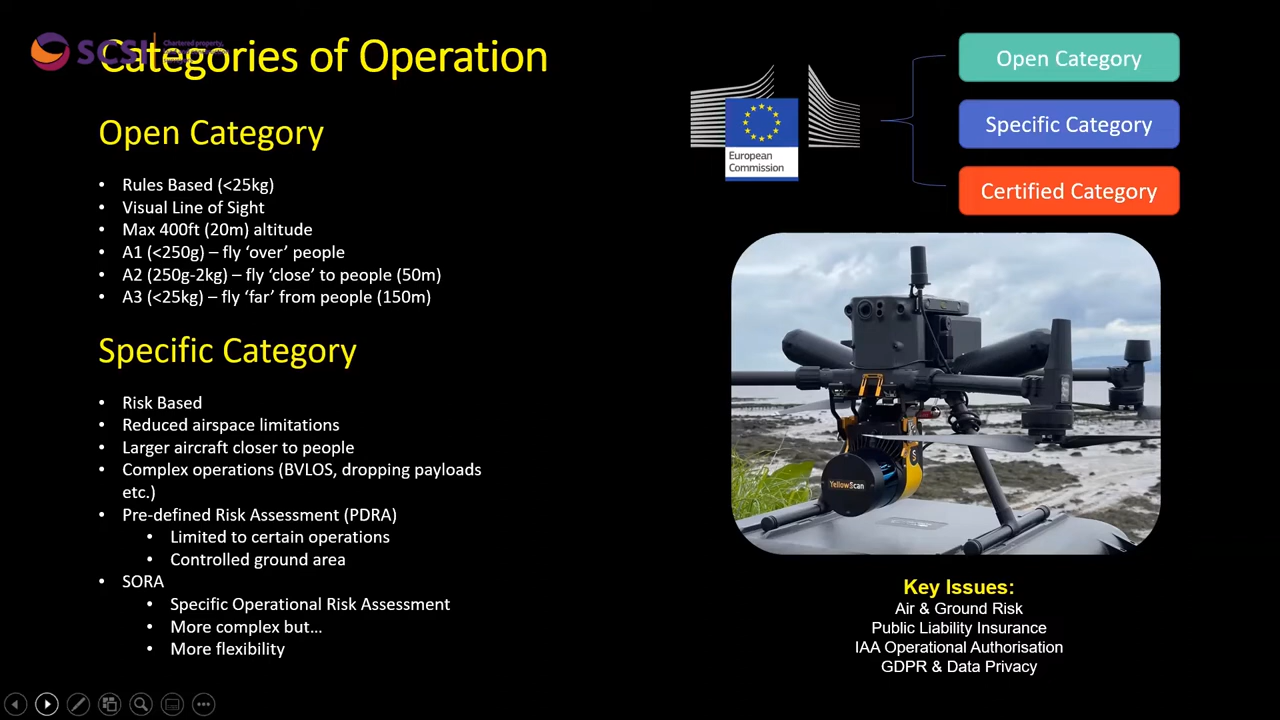 SCSI
Chartered property,
Categories of Operation
Open Category
• Rules Based (<25kg)
• Visual Line of Sight
• Max 400ft (20m) altitude
• A1 (<250g) – fly ‘over’ people
• A2 (250g-2kg) – fly ‘close’ to people (50m)
• A3 (<25kg) – fly ‘far’ from people (150m)
Specific Category
• Risk Based
• Reduced airspace limitations
• Larger aircraft closer to people
• Complex operations (BVLOS, dropping payloads
etc.)
• Pre-defined Risk Assessment (PDRA)
• Limited to certain operations
• Controlled ground area
• SORA
• Specific Operational Risk Assessment
• More complex but…
• More flexibility
European
Commission
Open Category
Specific Category
Certified Category
YellowScan
Key Issues:
Air & Ground Risk
Public Liability Insurance
IAA Operational Authorisation
GDPR & Data Privacy